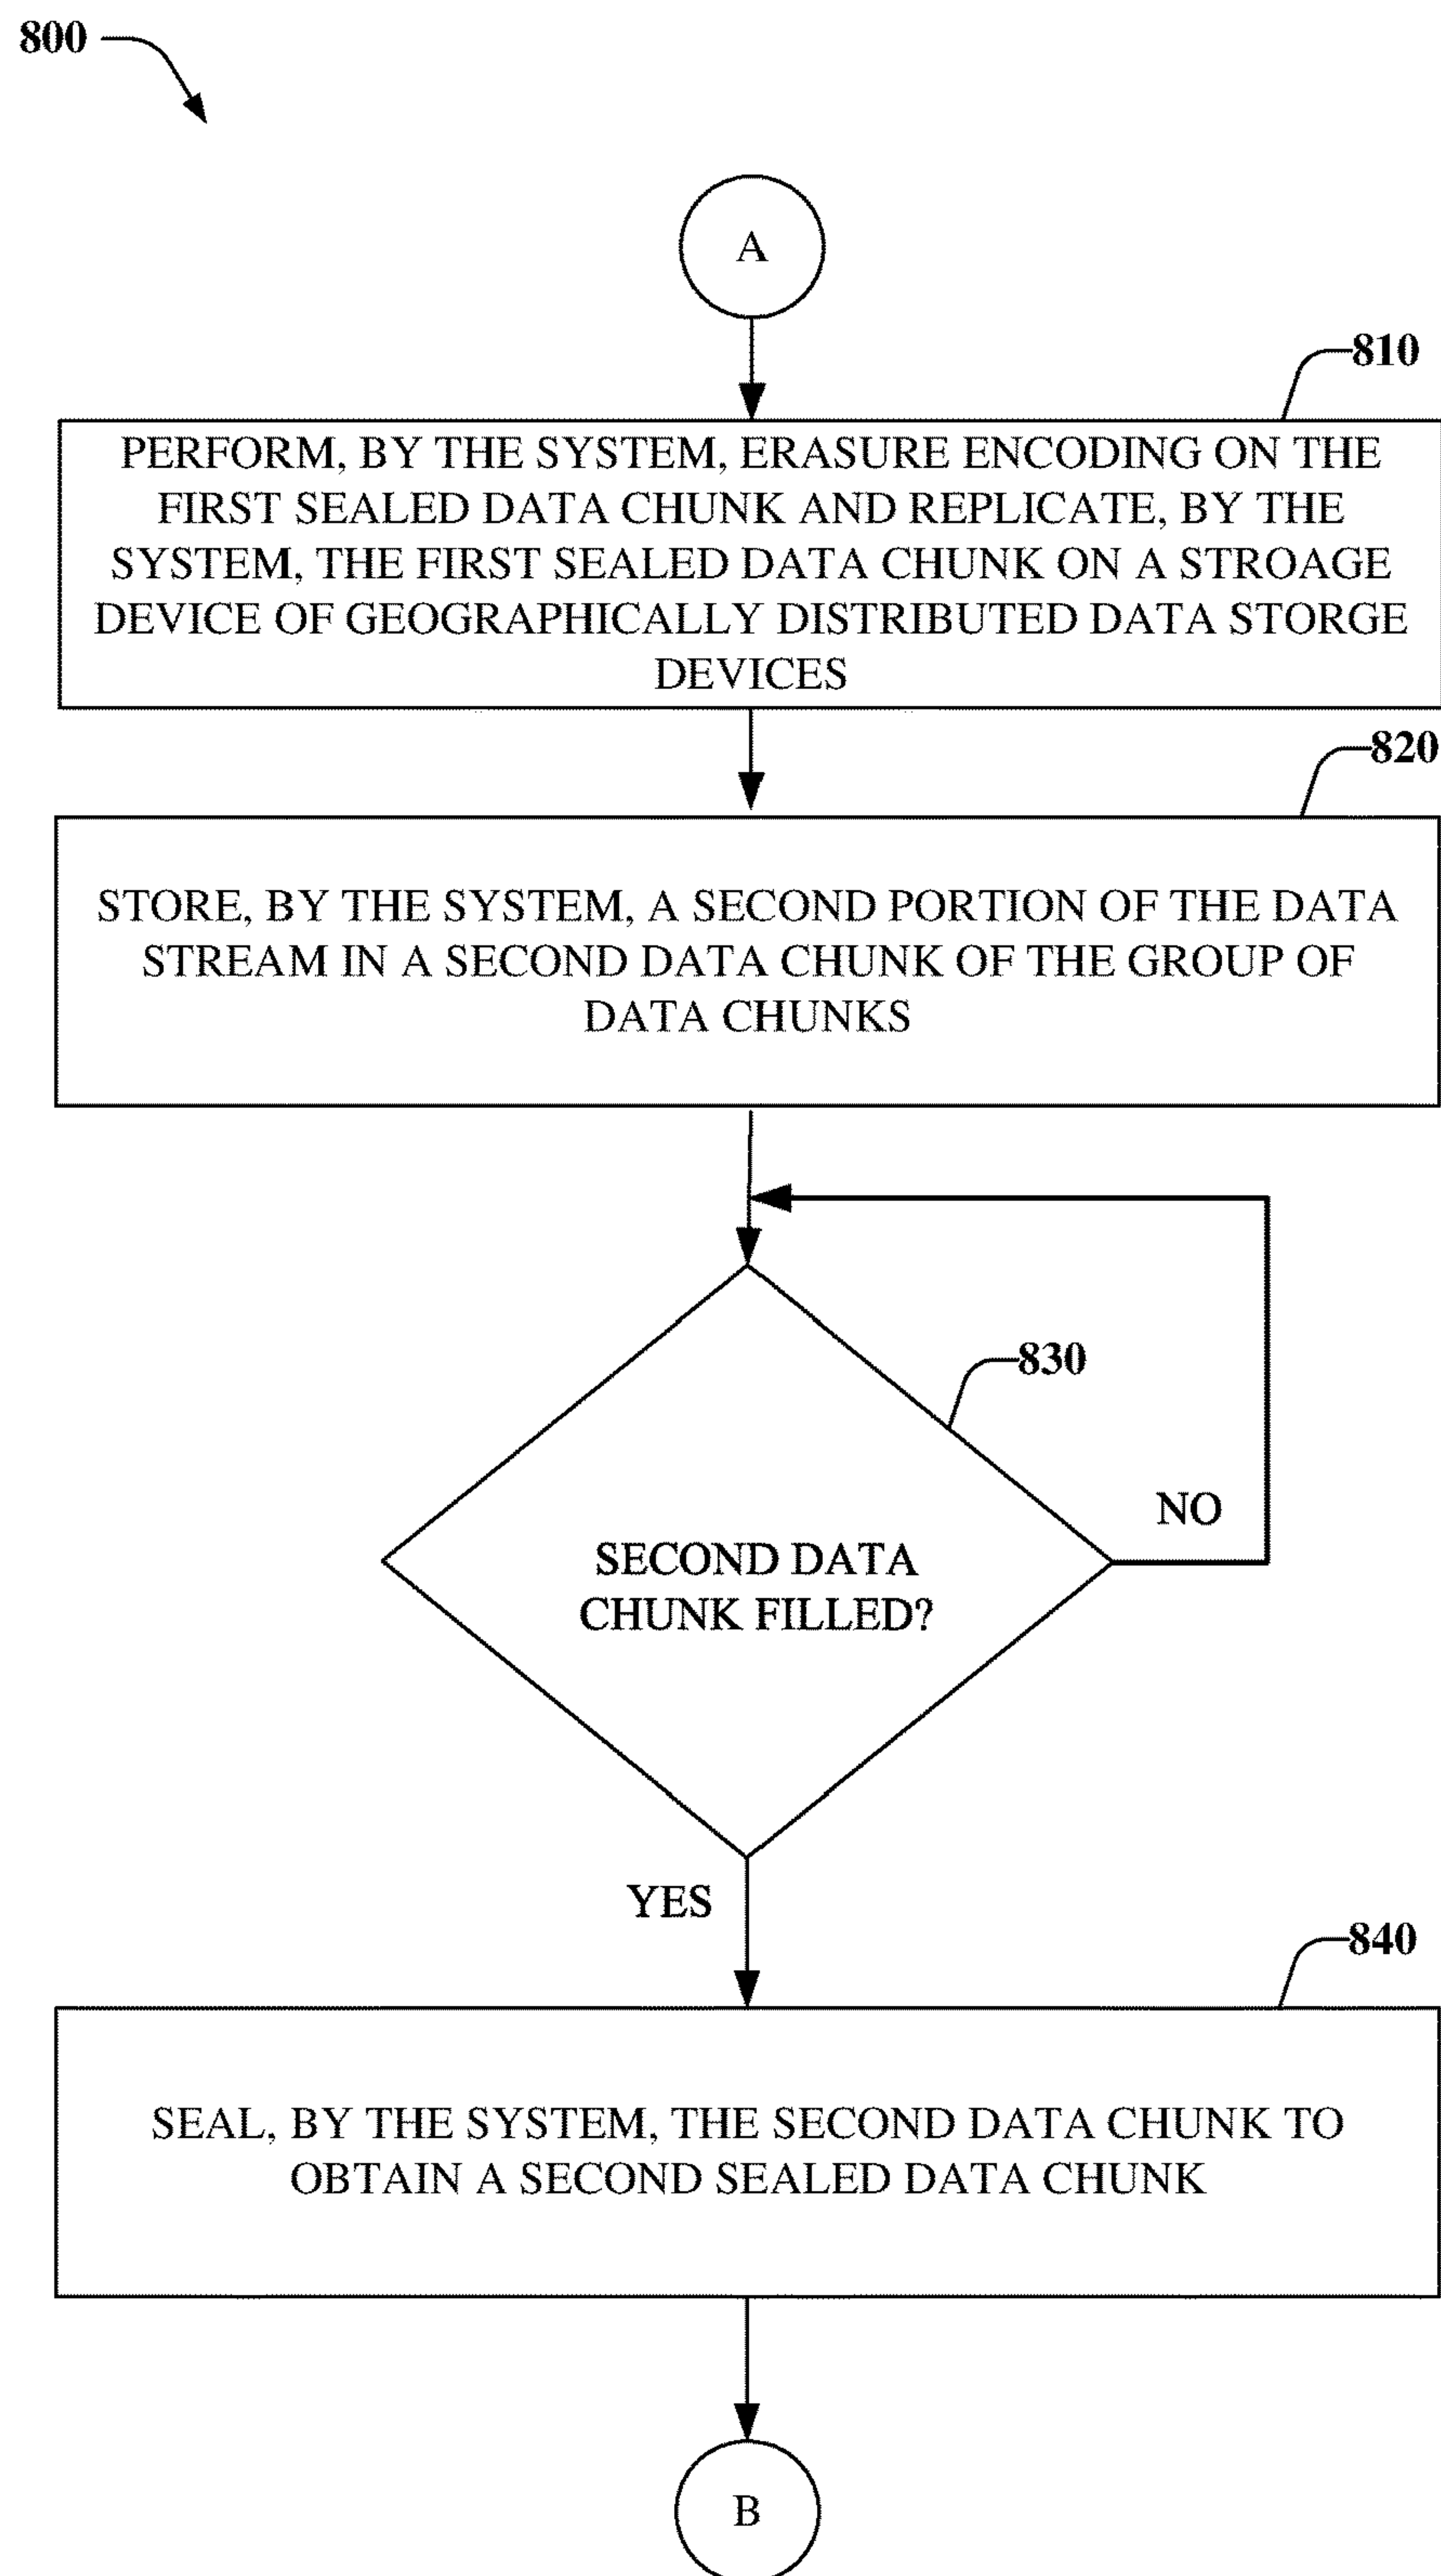 800
A
810
PERFORM, BY THE SYSTEM, ERASURE ENCODING ON THE
FIRST SEALED DATA CHUNK AND REPLICATE, BY THE
SYSTEM, THE FIRST SEALED DATA CHUNK ON A STROAGE
DEVICE OF GEOGRAPHICALLY DISTRIBUTED DATA STORGE
DEVICES
820
STORE, BY THE SYSTEM, A SECOND PORTION OF THE DATA
STREAM IN A SECOND DATA CHUNK OF THE GROUP OF
DATA CHUNKS
830
NO
SECOND DATA
CHUNK FILLED?
YES
840
SEAL, BY THE SYSTEM, THE SECOND DATA CHUNK TO
OBTAIN A SECOND SEALED DATA CHUNK
B